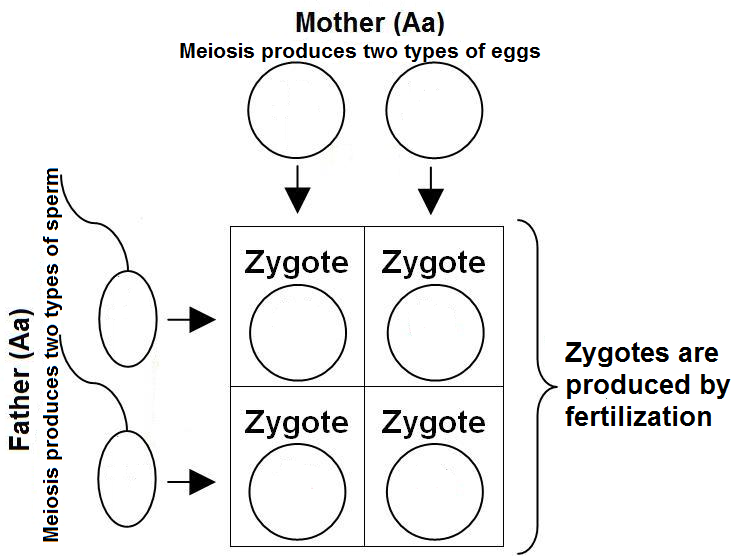 Mother (Aa)
Meiosis produces two types of eggs
Father (Aa)
Meiosis produces two types of sperm
Zygote
Zygote
Zygote
Zygote
Zygotes are
produced by
fertilization